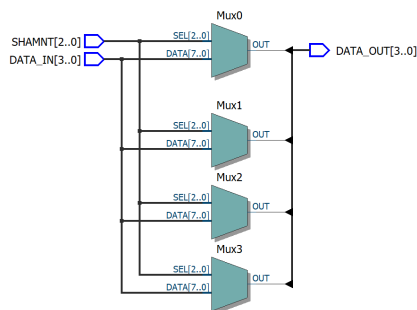 Mux0
SHAMNT[2..0]
SEL[2..0]
OUT
DATA_OUT[3..0]
DATA_IN[3..0]
DATA[7..0]
Mux1
SEL[2..0]
OUT
DATA[7..0]
Mux2
SEL[2..0]
OUT
DATA[7..0]
Mux3
SEL[2..0]
OUT
DATA[7..0]